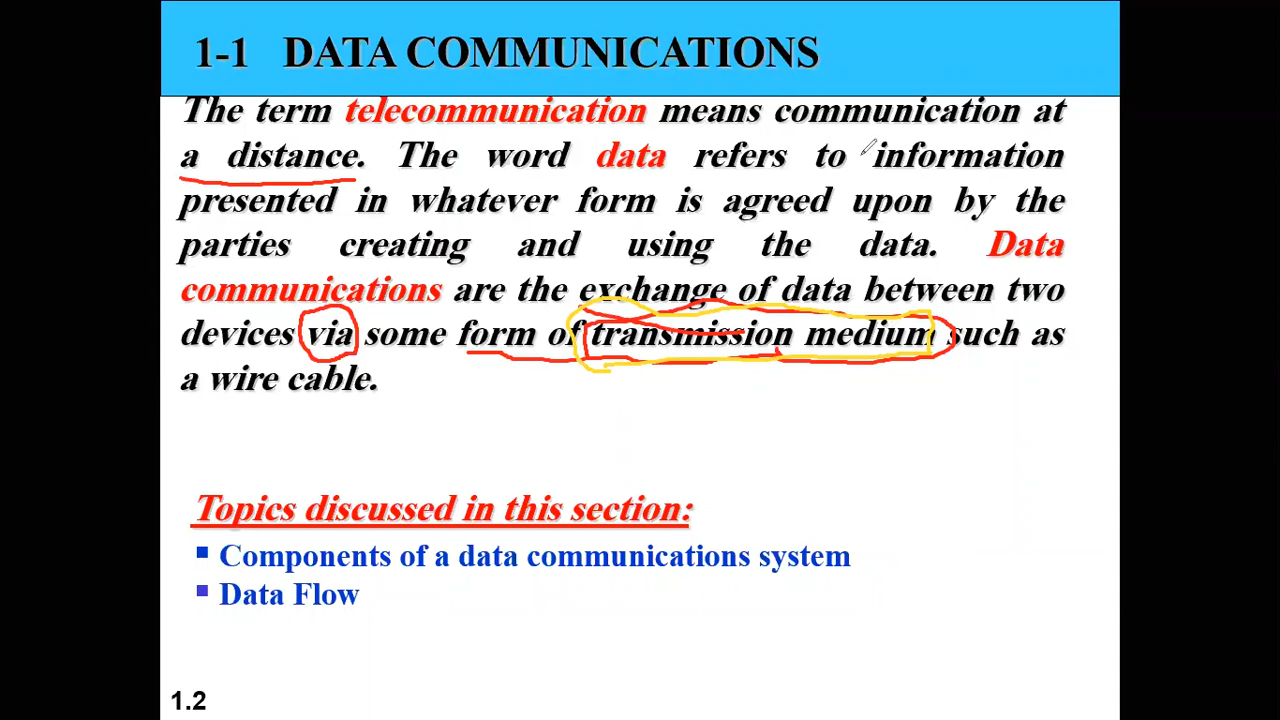 1-1 DATA COMMUNICATIONS
The term telecommunication means communication at
a distance. The word data refers to information
presented in whatever form is agreed upon by the
parties creating and using the data. Data
communications are the exchange of data between two
devices via some form of transmission medium such as
a wire cable.
Topics discussed in this section:
▪ Components of a data communications system
▪ Data Flow
1.2